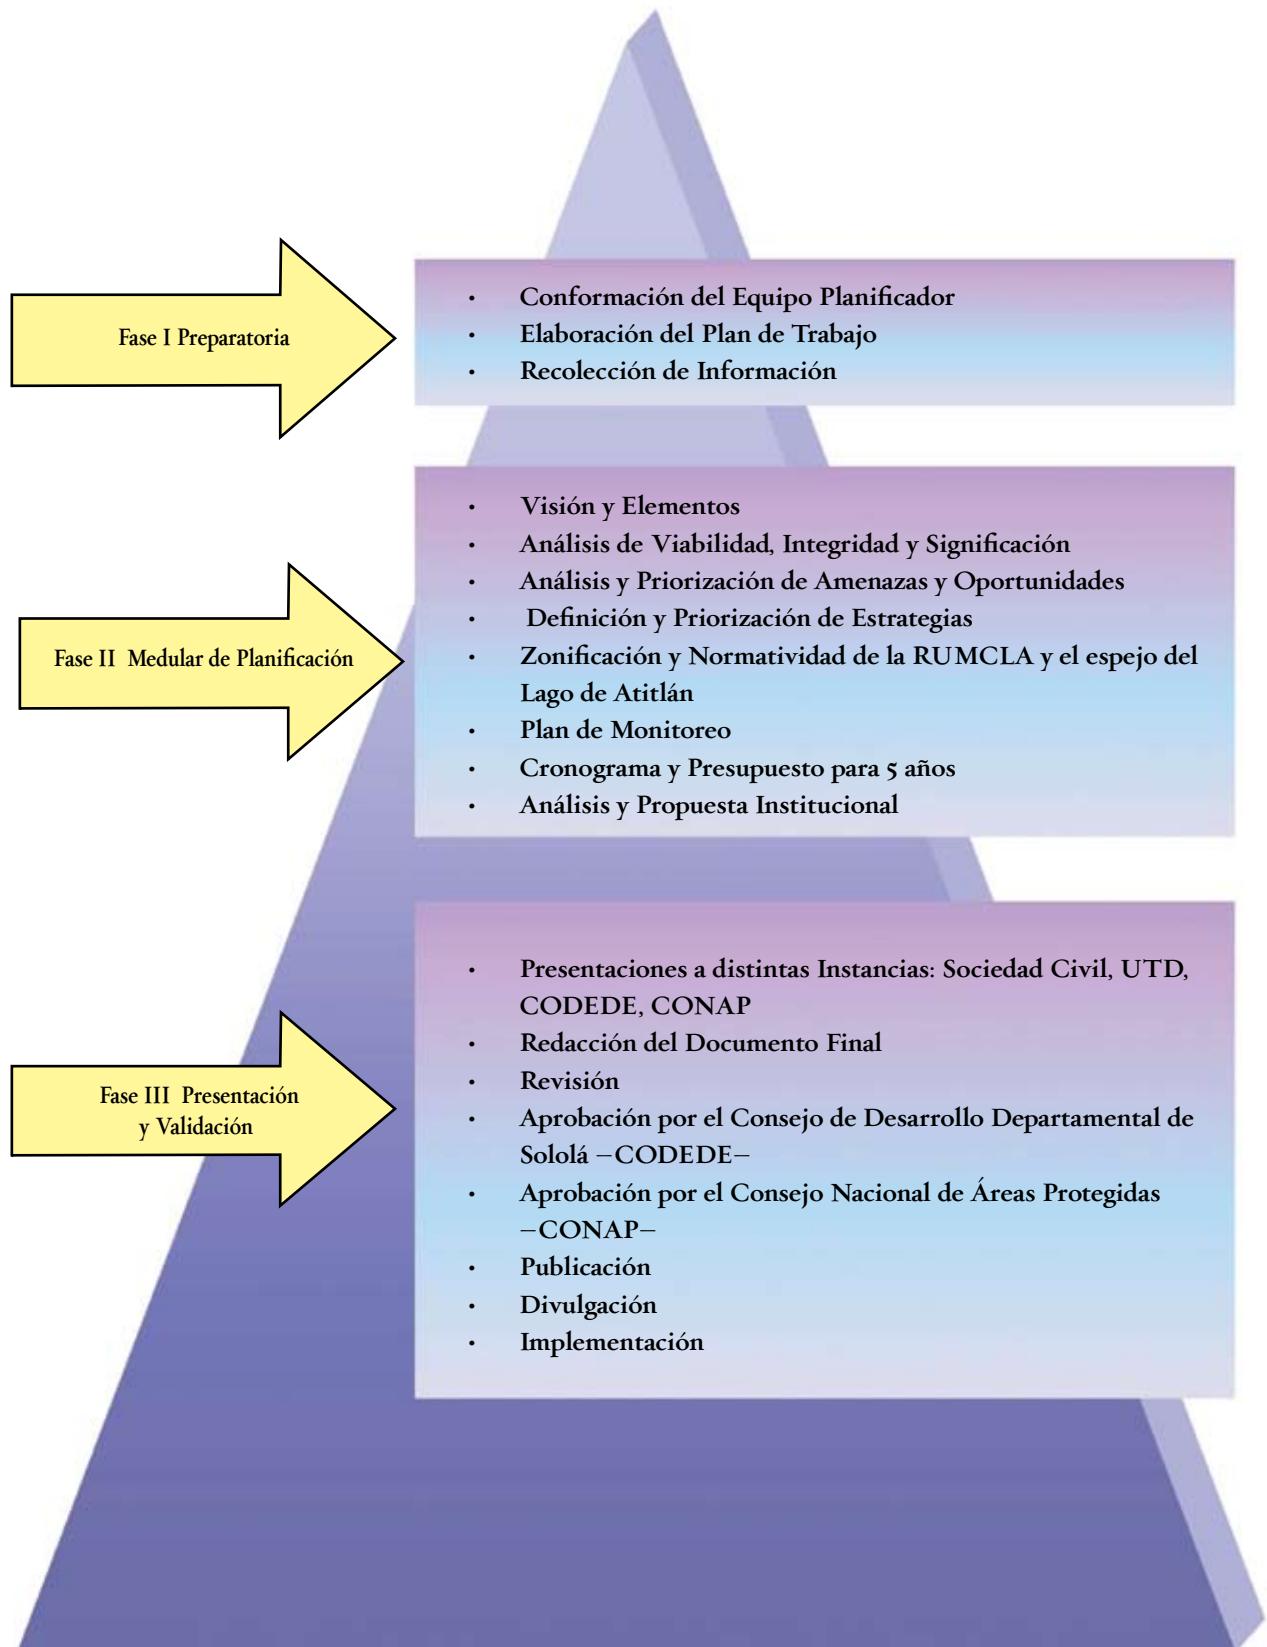 Fase I Preparatoria
• Conformación del Equipo Planificador
• Elaboración del Plan de Trabajo
• Recolección de Información
Fase II Medular de Planificación
• Visión y Elementos
• Análisis de Viabilidad, Integridad y Significación
• Análisis y Priorización de Amenazas y Oportunidades
• Definición y Priorización de Estrategias
• Zonificación y Normatividad de la RUMCLA y el espejo del
Lago de Atitlán
• Plan de Monitoreo
• Cronograma y Presupuesto para 5 años
• Análisis y Propuesta Institucional
Fase III Presentación
y Validación
• Presentaciones a distintas Instancias: Sociedad Civil, UTD,
CODEDE, CONAP
• Redacción del Documento Final
• Revisión
• Aprobación por el Consejo de Desarrollo Departamental de
Sololá –CODEDE–
• Aprobación por el Consejo Nacional de Áreas Protegidas
–CONAP–
• Publicación
• Divulgación
• Implementación